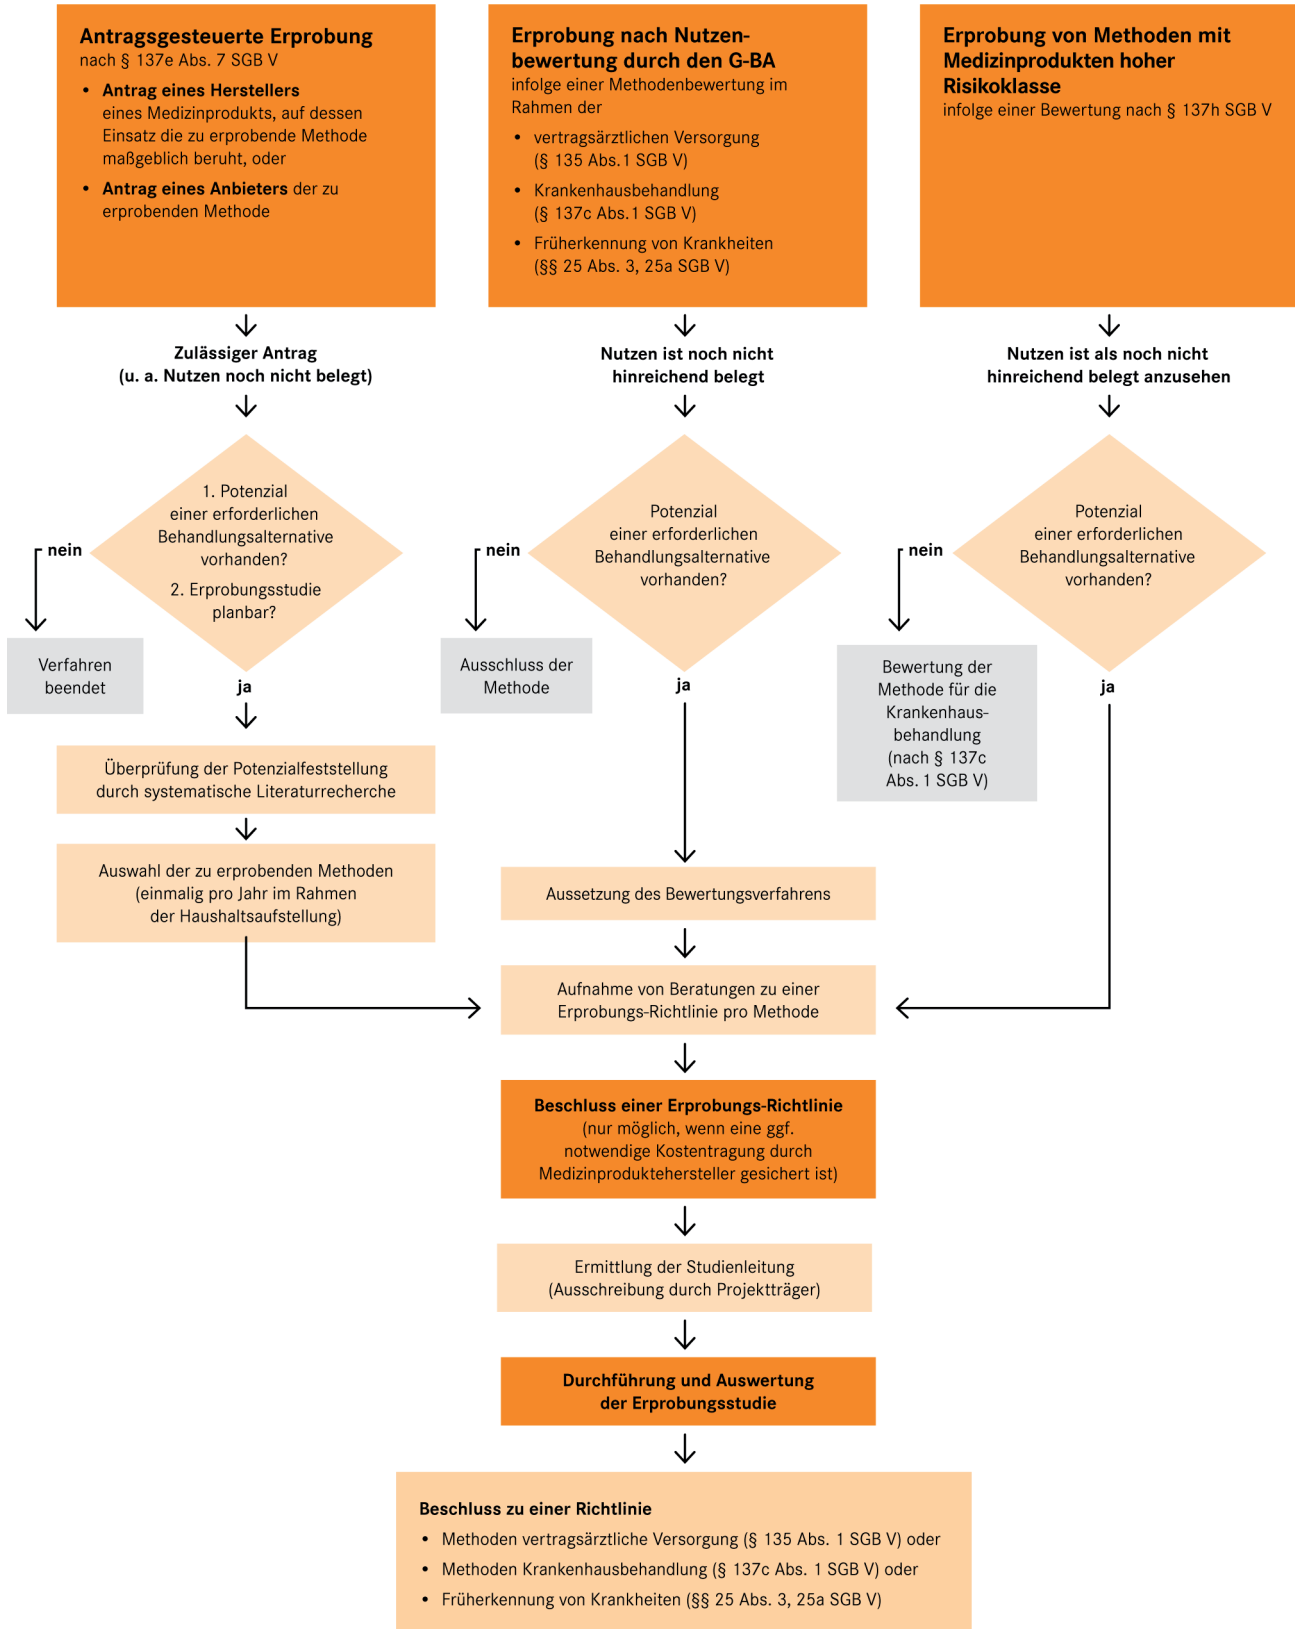 Antragsgesteuerte Erprobung
nach § 137e Abs. 7 SGB V
• Antrag eines Herstellers
eines Medizinprodukts, auf dessen
Einsatz die zu erprobende Methode
maßgeblich beruht, oder
• Antrag eines Anbieters der zu
erprobenden Methode
Erprobung nach Nutzen-
bewertung durch den G-BA
infolge einer Methodenbewertung im
Rahmen der
• vertragsärztlichen Versorgung
(§ 135 Abs.1 SGB V)
• Krankenhausbehandlung
(§ 137c Abs.1 SGB V)
• Früherkennung von Krankheiten
(§§ 25 Abs. 3, 25a SGB V)
Erprobung von Methoden mit
Medizinprodukten hoher
Risikoklasse
infolge einer Bewertung nach § 137h SGB V
Zulässiger Antrag
(u. a. Nutzen noch nicht belegt)
Nutzen ist noch nicht
hinreichend belegt
Nutzen ist als noch nicht
hinreichend belegt anzusehen
1. Potenzial
einer erforderlichen
Behandlungsalternative
vorhanden?
2. Erprobungsstudie
planbar?
nein
Verfahren
beendet
ja
Potenzial
einer erforderlichen
Behandlungsalternative
vorhanden?
nein
Ausschluss der
Methode
ja
Potenzial
einer erforderlichen
Behandlungsalternative
vorhanden?
nein
Bewertung der
Methode für die
Krankenhaus-
behandlung
(nach § 137c
Abs. 1 SGB V)
ja
Überprüfung der Potenzialfeststellung
durch systematische Literaturrecherche
Auswahl der zu erprobenden Methoden
(einmalig pro Jahr im Rahmen
der Haushaltsaufstellung)
Aussetzung des Bewertungsverfahrens
Aufnahme von Beratungen zu einer
Erprobungs-Richtlinie pro Methode
Beschluss einer Erprobungs-Richtlinie
(nur möglich, wenn eine ggf.
notwendige Kostentragung durch
Medizinproduktehersteller gesichert ist)
Ermittlung der Studienleitung
(Ausschreibung durch Projektträger)
Durchführung und Auswertung
der Erprobungsstudie
Beschluss zu einer Richtlinie
• Methoden vertragsärztliche Versorgung (§ 135 Abs. 1 SGB V) oder
• Methoden Krankenhausbehandlung (§ 137c Abs. 1 SGB V) oder
• Früherkennung von Krankheiten (§§ 25 Abs. 3, 25a SGB V)